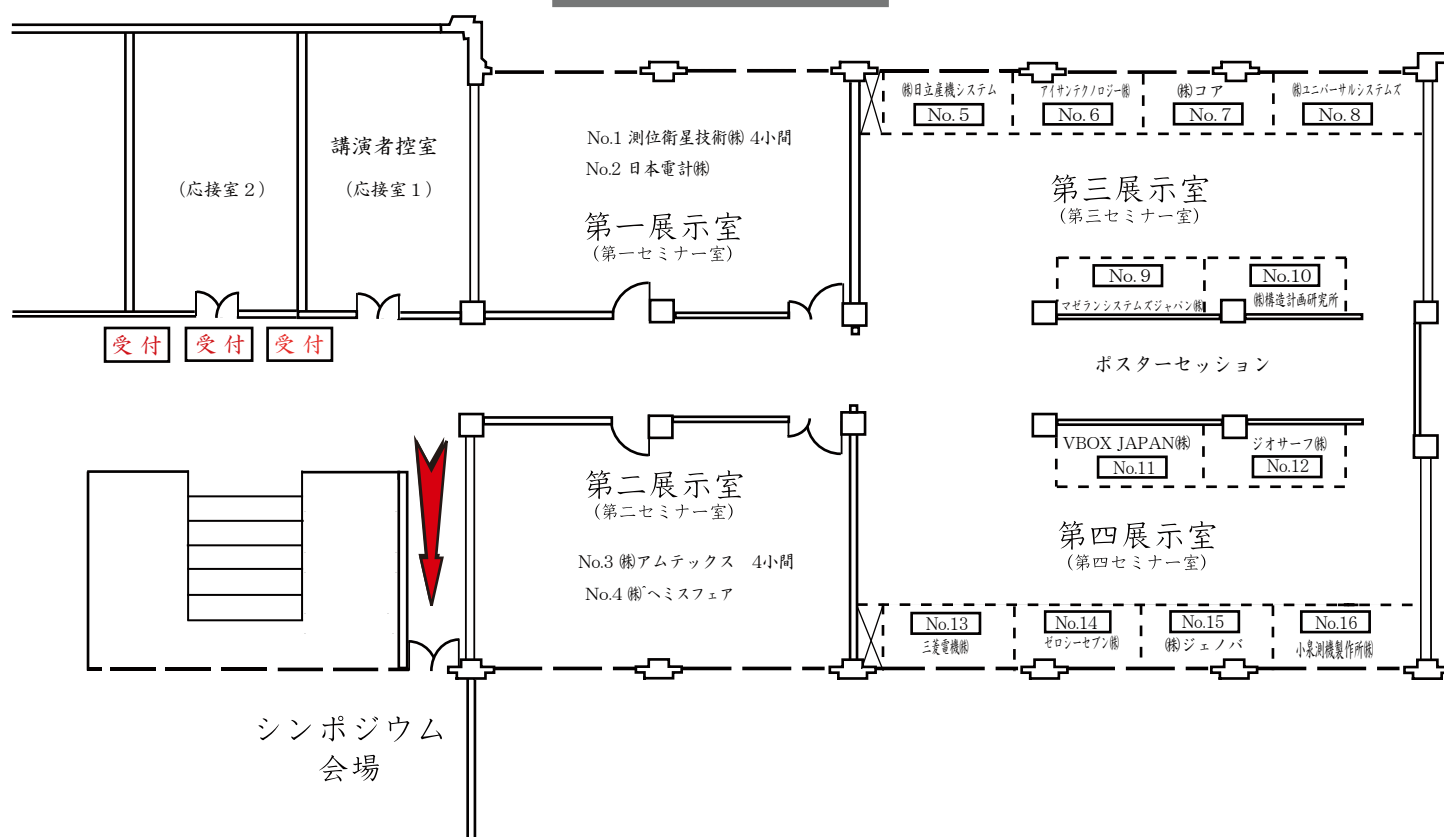 講演者控室
(応接室２)
(応接室１)
受付
受付
受付
No.1 測位衛星技術㈱ 4小間
No.2 日本電計㈱
第一展示室
(第一セミナー室)
㈱日立産機システム
No.5
アイサンテクノロジー㈱
No.6
㈱コア
No.7
㈱ユニバーサルシステムズ
No.8
第三展示室
(第三セミナー室)
No.9
マゼランシステムズジャパン㈱
No.10
㈱構造計画研究所
ポスターセッション
VBOX JAPAN㈱
No.11
ジオサーフ㈱
No.12
第二展示室
(第二セミナー室)
No.3 ㈱アムテックス　4小間
No.4 ㈱ヘミスフェア
第四展示室
(第四セミナー室)
No.13
三菱電機㈱
No.14
ゼロシーセブン㈱
No.15
㈱ジェノバ
No.16
小泉測機製作所㈱
シンポジウム
会場